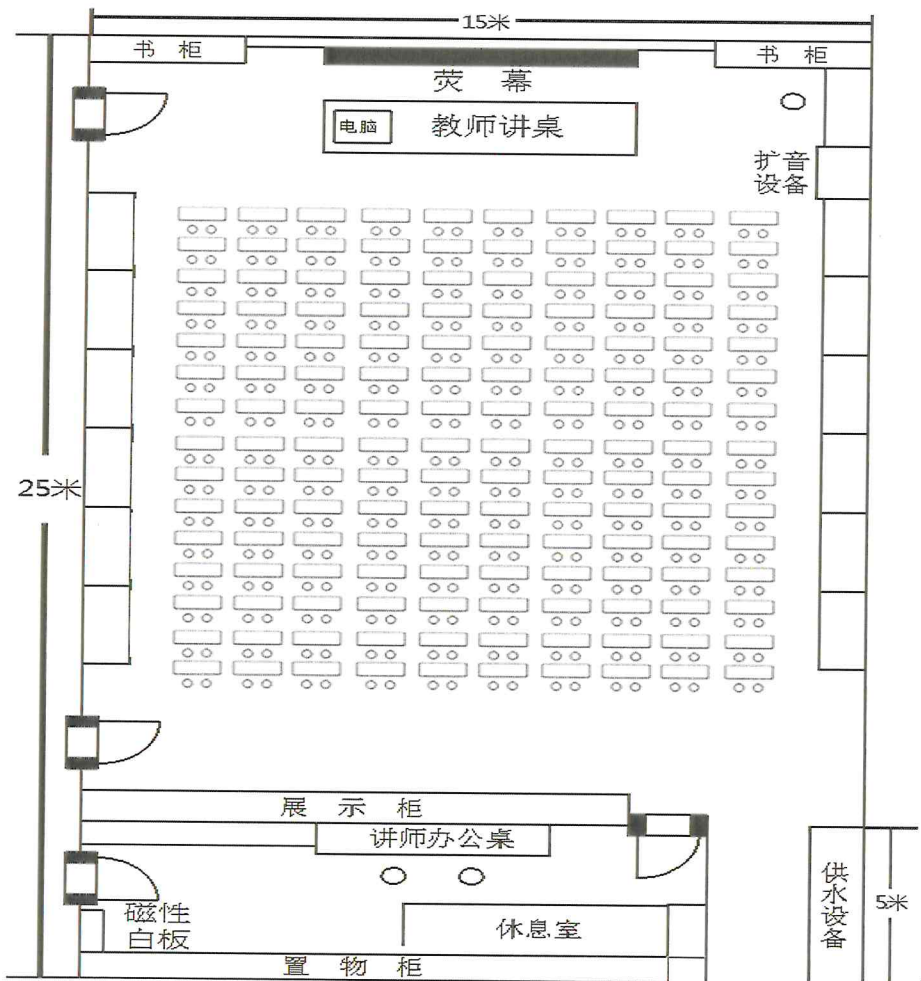 15米
书 柜
书 柜
荧 幕
电脑
教师讲桌
扩音
设备
25米
展 示 柜
讲师办公桌
供
水
设
备
5米
磁性
白板
休息室
置 物 柜